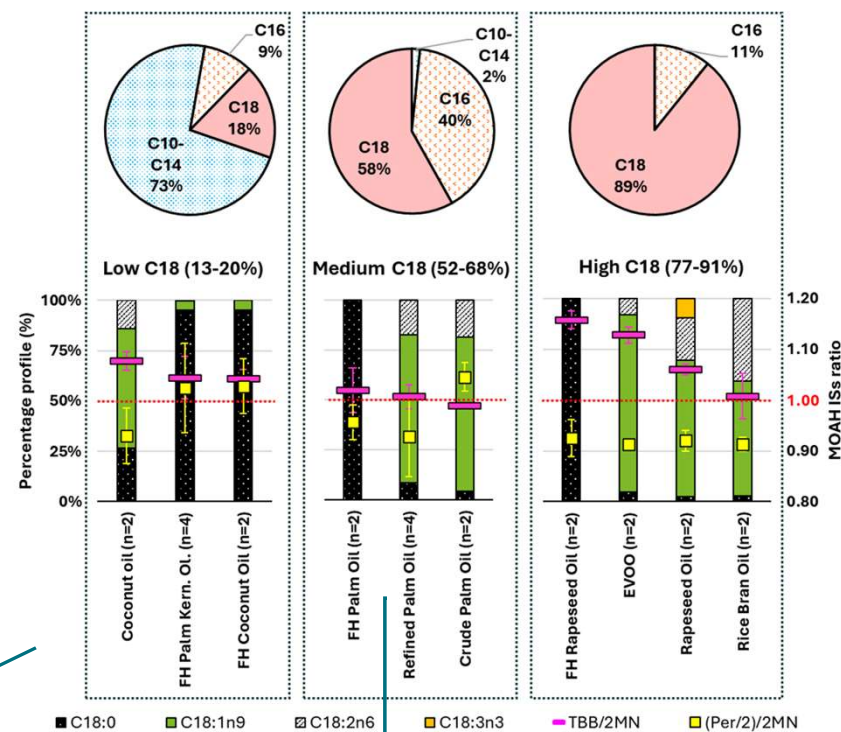 C16
9%
C18
18%
C10-
C14
73%
C10-
C14
2%
C16
40%
C18
58%
C16
11%
C18
89%
Low C18 (13-20%)
Medium C18 (52-68%)
High C18 (77-91%)
Percentage profile (%)
100%
75%
50%
25%
0%
1.20
1.10
1.00
0.90
0.80
MOAH ISs ratio
Coconut oil (n=2)
FH Palm Kern. Ol. (n=4)
FH Coconut Oil (n=2)
FH Palm Oil (n=2)
Refined Palm Oil (n=4)
Crude Palm Oil (n=2)
FH Rapeseed Oil (n=2)
EVOO (n=2)
Rapeseed Oil (n=2)
Rice Bran Oil (n=2)
C18:0
C18:1n9
C18:2n6
C18:3n3
TBB/2MN
(Per/2)/2MN